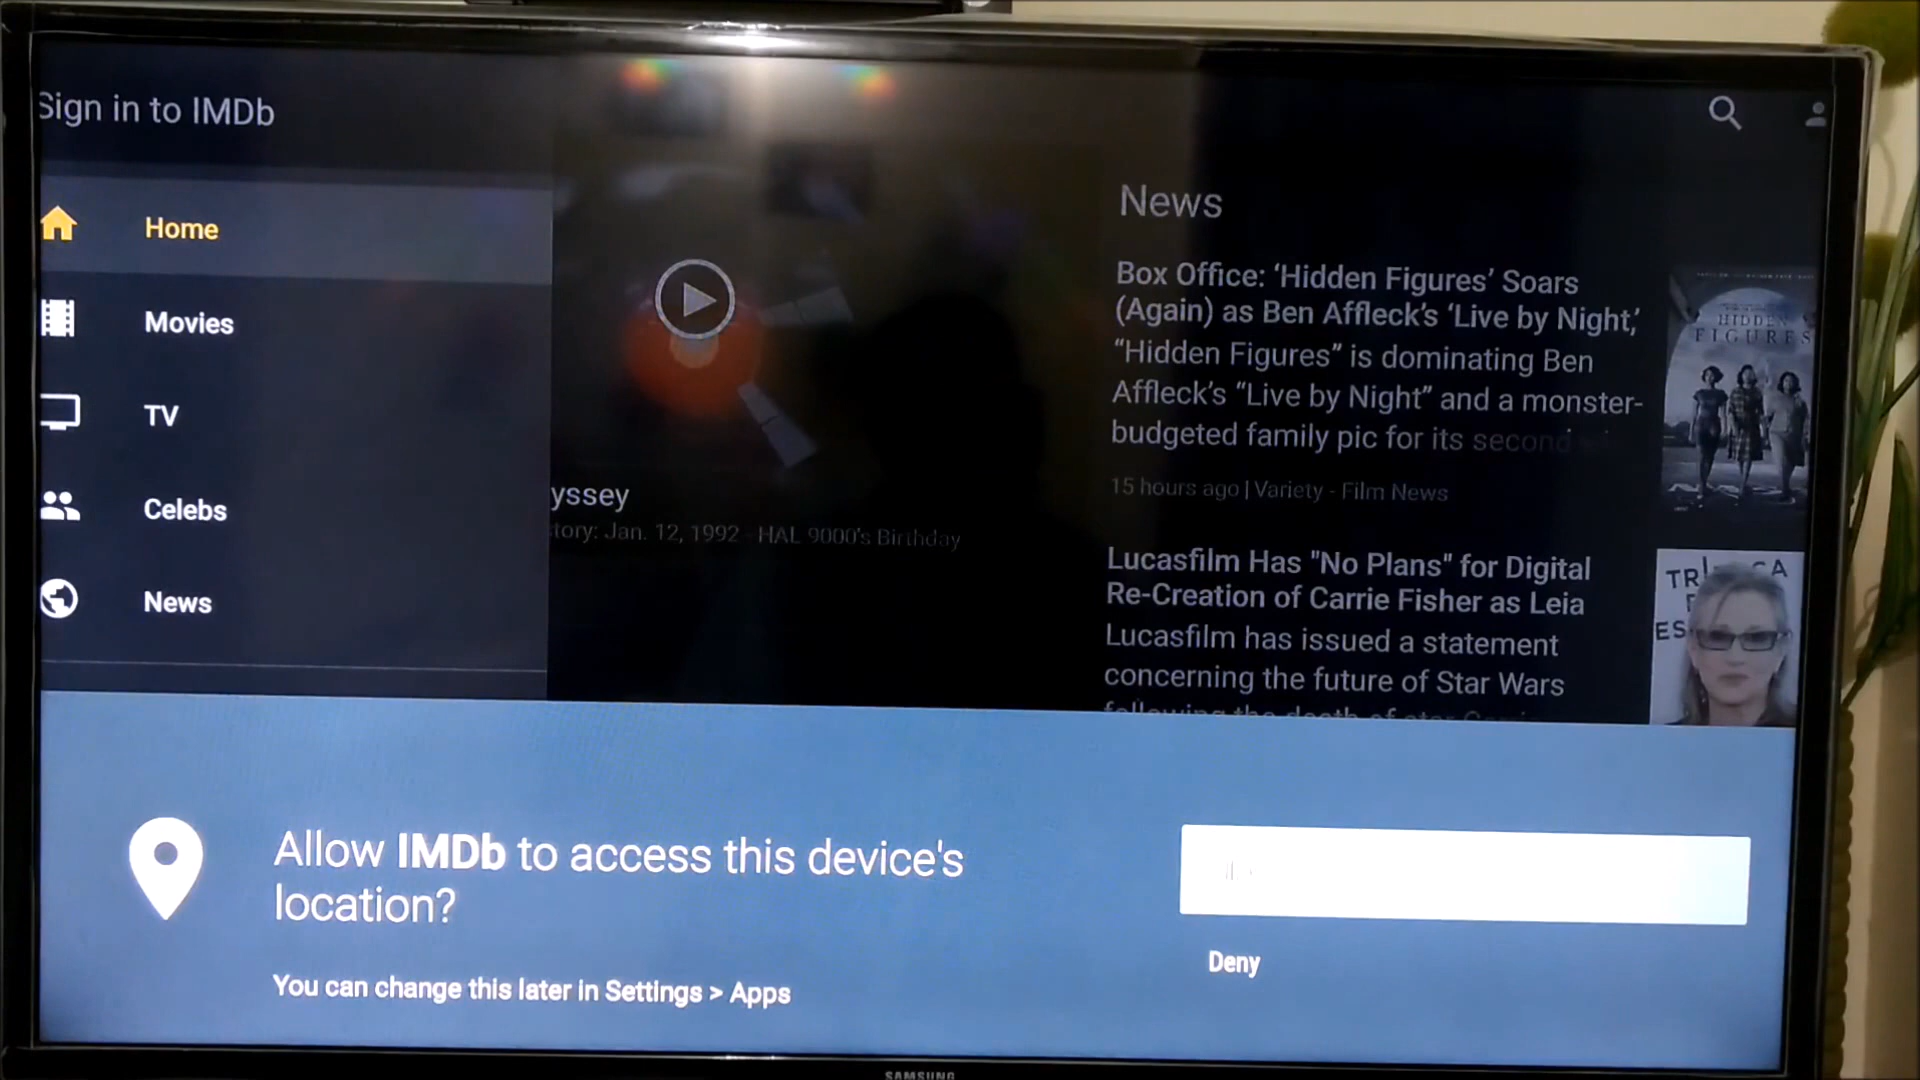 Sign in to IMDb
Home
Movies
TV
Celebs
News
yssey
tory: Jan. 12, 1992 - HAL 9000's Birthday
News
Box Office: ‘Hidden Figures’ Soars
(Again) as Ben Affleck’s ‘Live by Night,’
“Hidden Figures” is dominating Ben
Affleck’s “Live by Night” and a monster-
budgeted family pic for its second
15 hours ago | Variety - Film News
HIDDEN
FIGURES
Lucasfilm Has "No Plans" for Digital
Re-Creation of Carrie Fisher as Leia
Lucasfilm has issued a statement
concerning the future of Star Wars
following the death of star
Allow IMDb to access this device's
location?
You can change this later in Settings > Apps
Deny
SAMSUNG